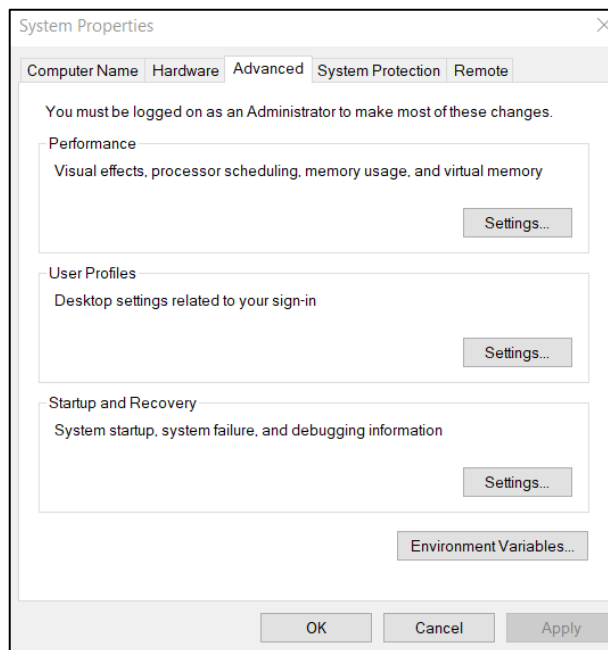 System Properties
Computer Name Hardware Advanced System Protection Remote
You must be logged on as an Administrator to make most of these changes.
Performance
Visual effects, processor scheduling, memory usage, and virtual memory
Settings...
User Profiles
Desktop settings related to your sign-in
Settings...
Startup and Recovery
System startup, system failure, and debugging information
Settings...
Environment Variables...
OK Cancel Apply